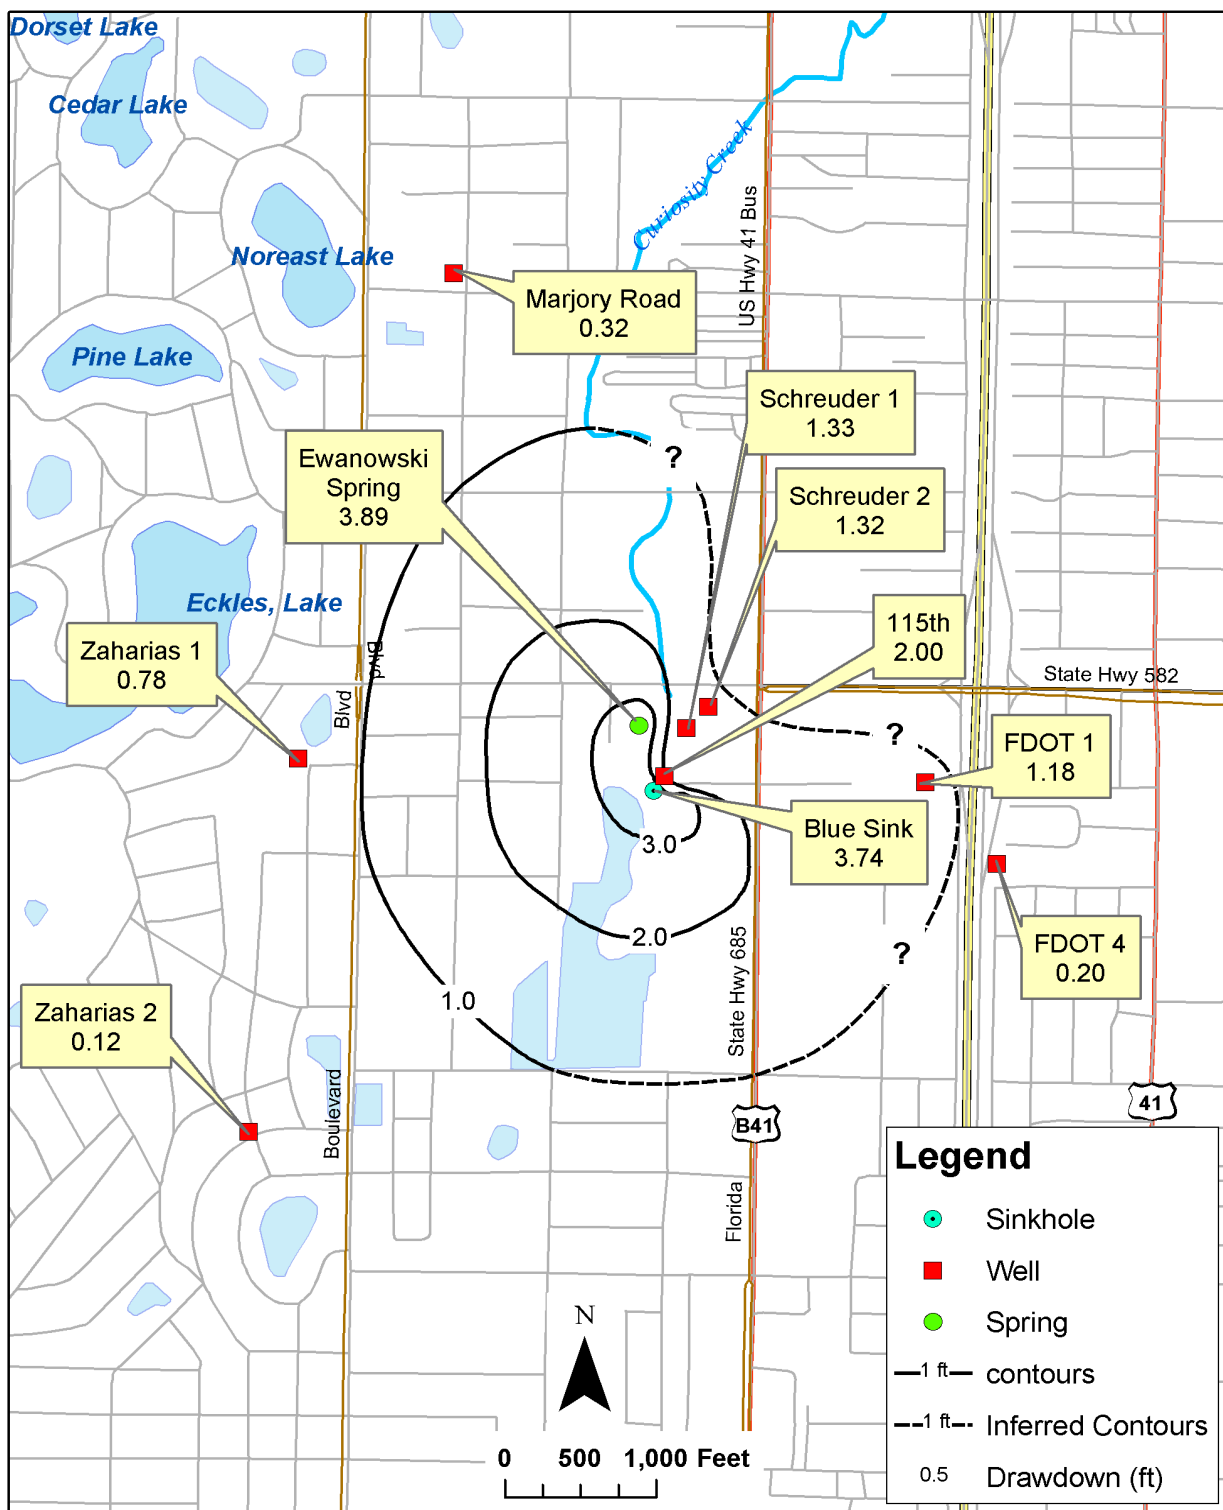 Dorset Lake
Cedar Lake
Curiosity Creek
Noreast Lake
US Hwy 41 Bus
Marjory Road
0.32
Pine Lake
Schreuder 1
1.33
?
Ewanowski
Spring
3.89
Schreuder 2
1.32
Eckles, Lake
115th
2.00
Zaharias 1
0.78
Blvd
Blvd
State Hwy 582
?
FDOT 1
1.18
Blue Sink
3.74
3.0
2.0
State Hwy 685
?
FDOT 4
0.20
1.0
Zaharias 2
0.12
Boulevard
41
B41
Florida
Legend
Sinkhole
Well
Spring
1 ft contours
1 ft Inferred Contours
0.5 Drawdown (ft)
N
0 500 1,000 Feet